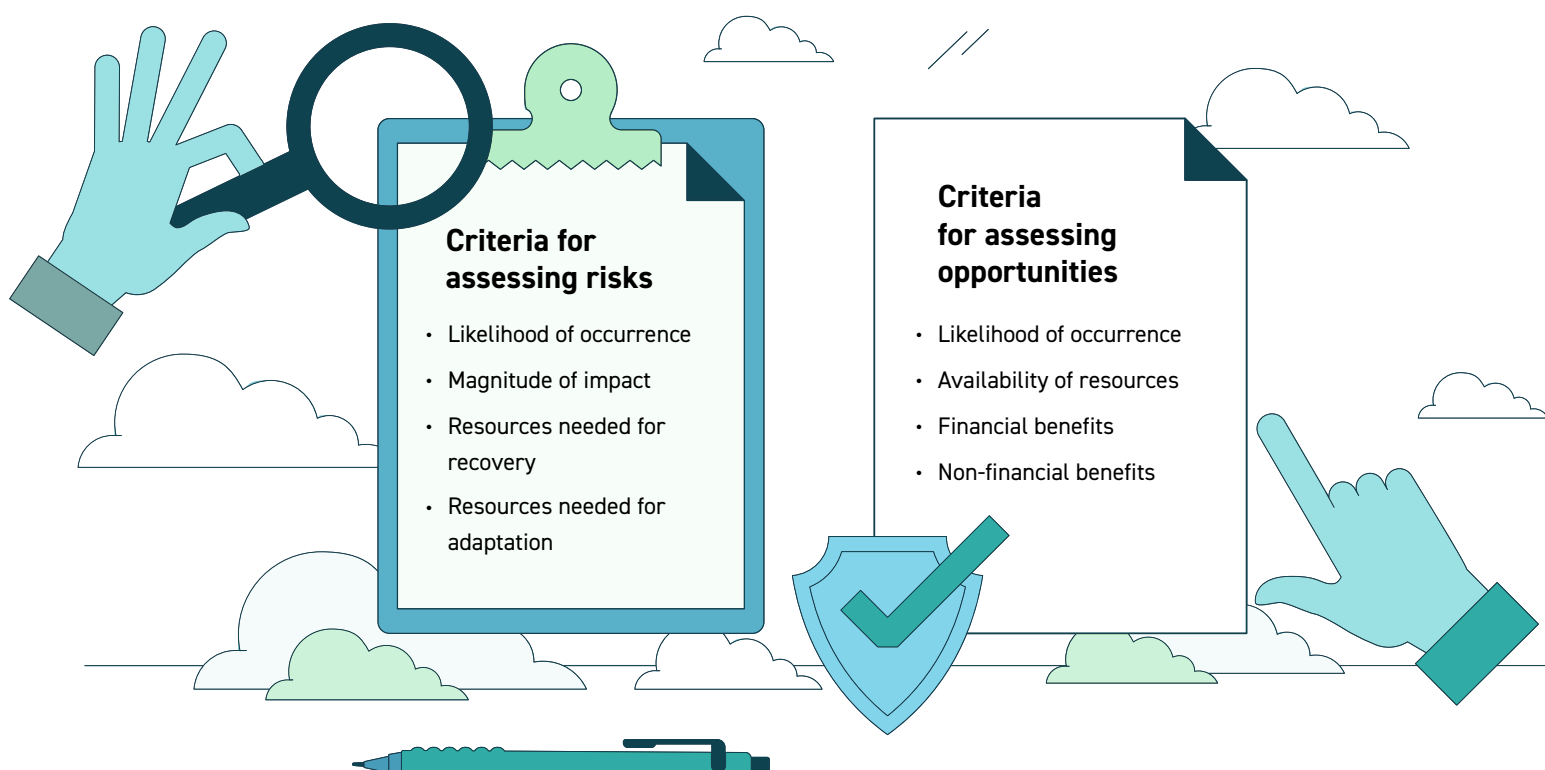 Criteria for
assessing risks
• Likelihood of occurrence
• Magnitude of impact
• Resources needed for
recovery
• Resources needed for
adaptation
Criteria
for assessing
opportunities
• Likelihood of occurrence
• Availability of resources
• Financial benefits
• Non-financial benefits